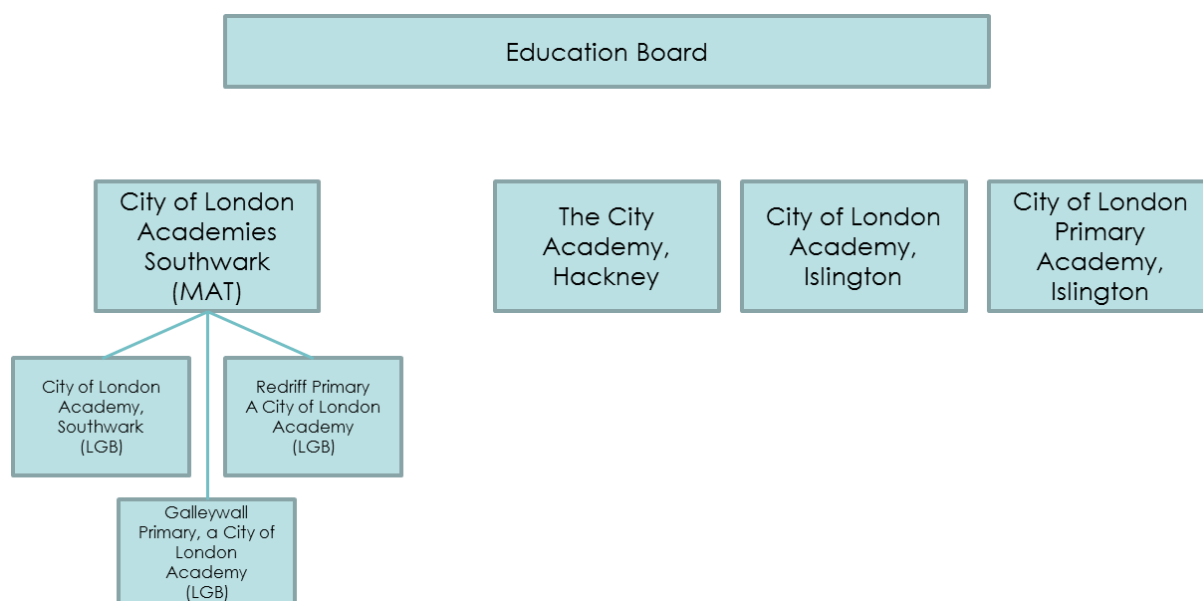 Education Board
City of London
Academies
Southwark
(MAT)
The City
Academy,
Hackney
City of London
Academy,
Islington
City of London
Primary
Academy,
Islington
City of London
Academy,
Southwark
(LGB)
Redriff Primary
A City of London
Academy
(LGB)
Galleywall
Primary, a City of
London
Academy
(LGB)